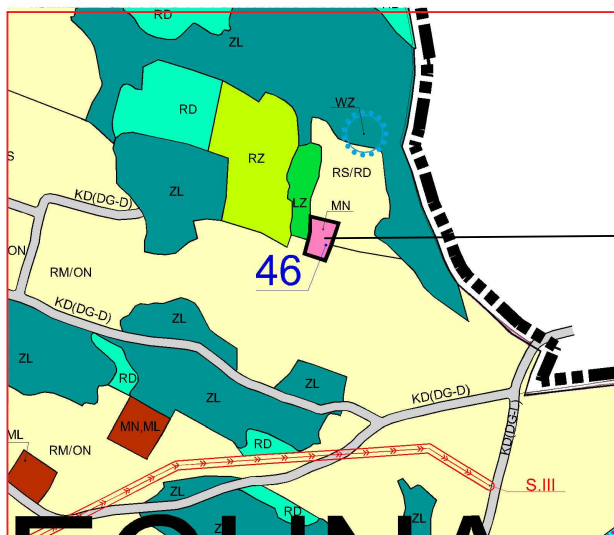 RD
ZL
WZ
RD
RZ
RS/RD
S
ZL
LZ
KD(DG-D)
MN
ON
RM/ON
46
KD(DG-D)
ZL
ZL
RD
ZL
KD(DG-D)
MN,ML
KD(DG-D)
ML
RM/ON
RD
S.III
ZL
RD
ZL
ZL